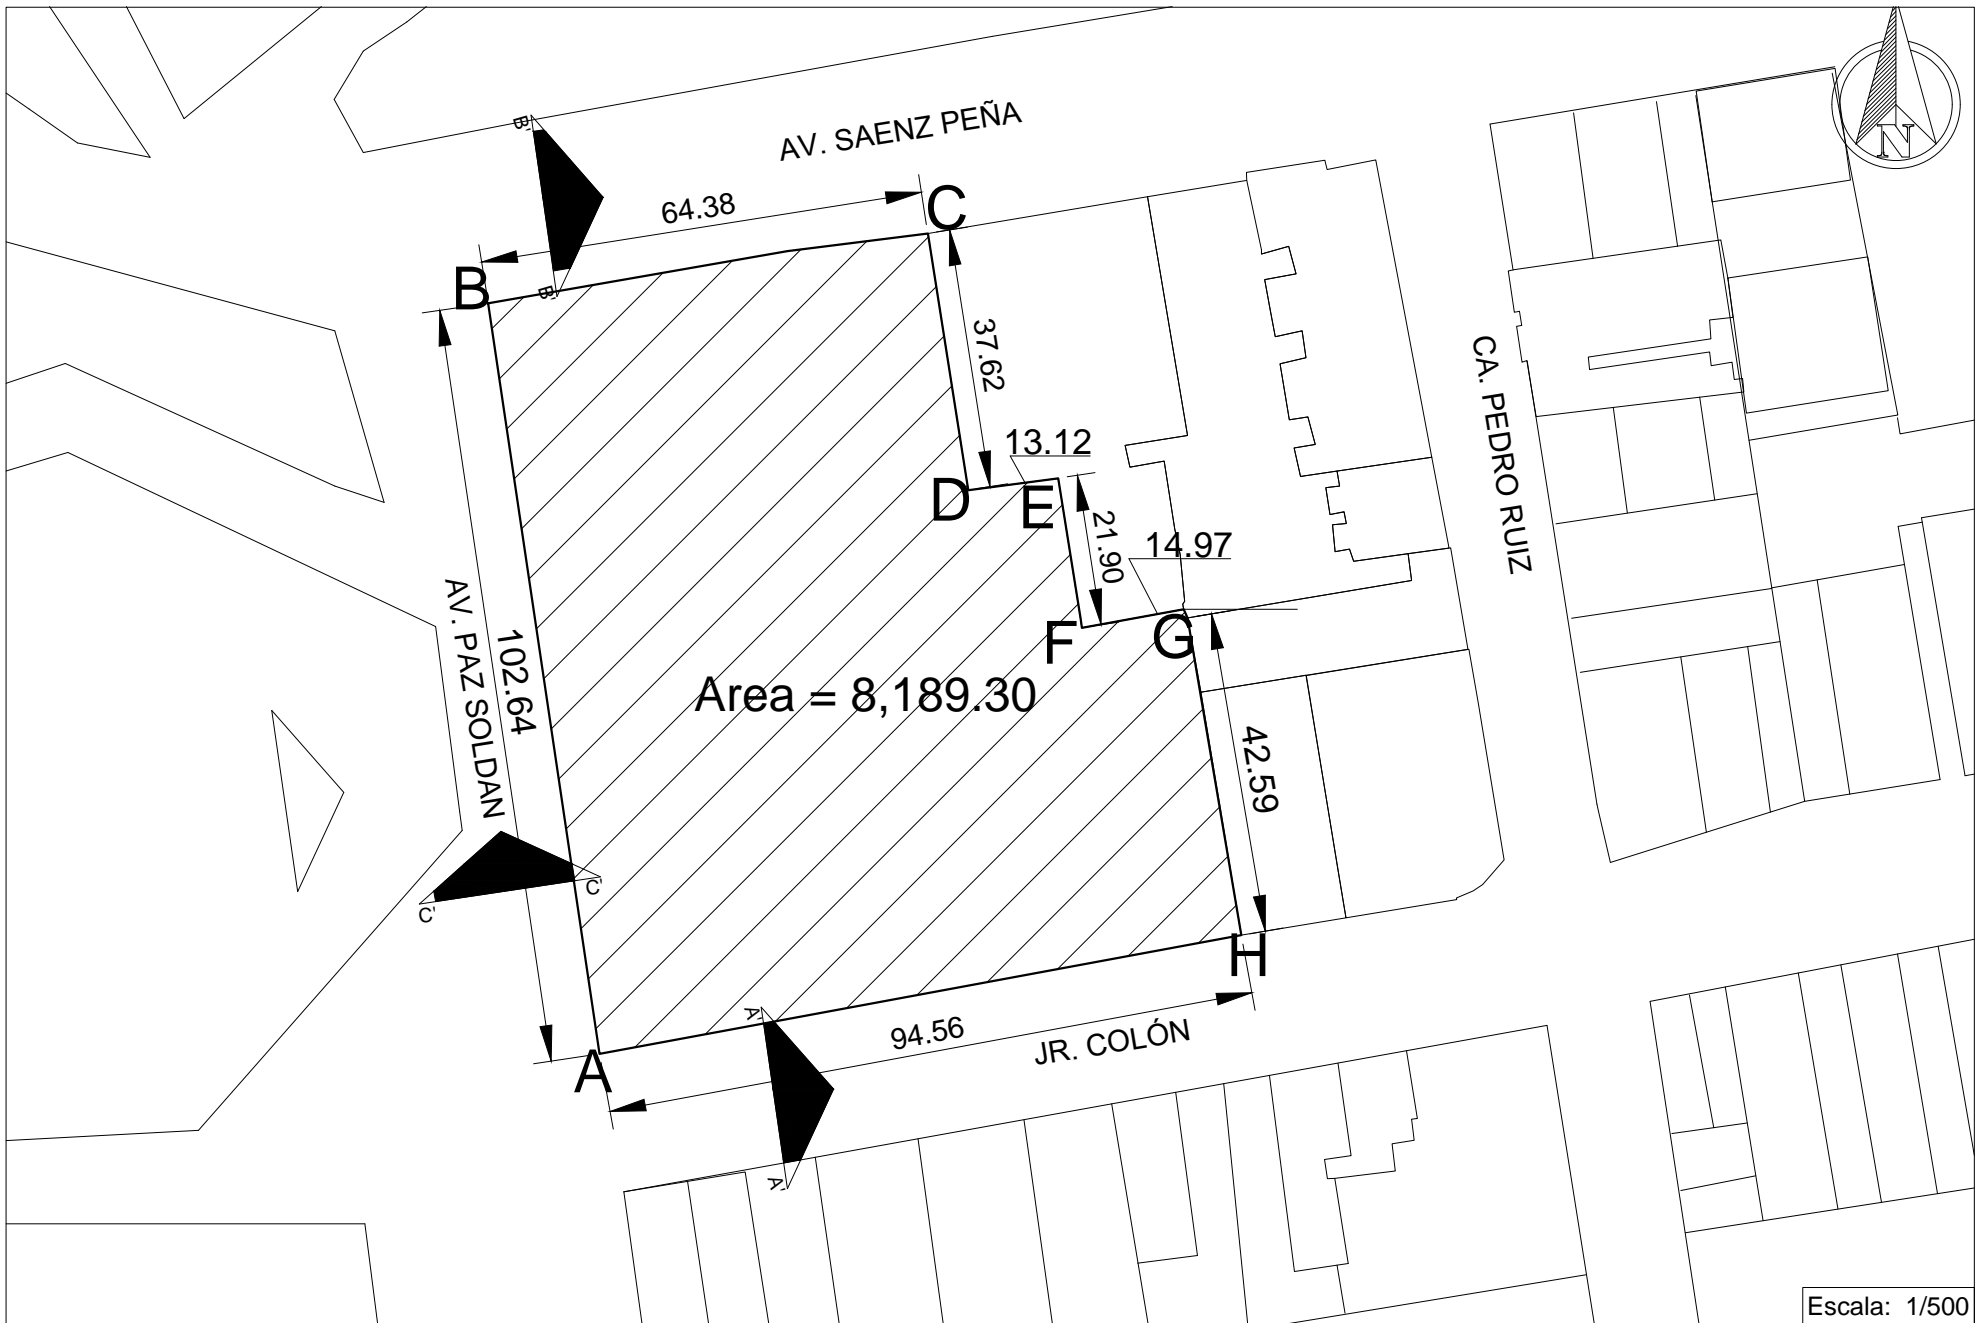 N
B'
AV. SAENZ PEÑA
64.38
C
B
B'
37.62
CA. PEDRO RUIZ
13.12
D
E
21.90
14.97
F
G
AV. PAZ SOLDAN
102.64
Area = 8,189.30
42.59
C'
C'
H
A'
94.56
JR. COLÓN
A
A'
Escala: 1/500